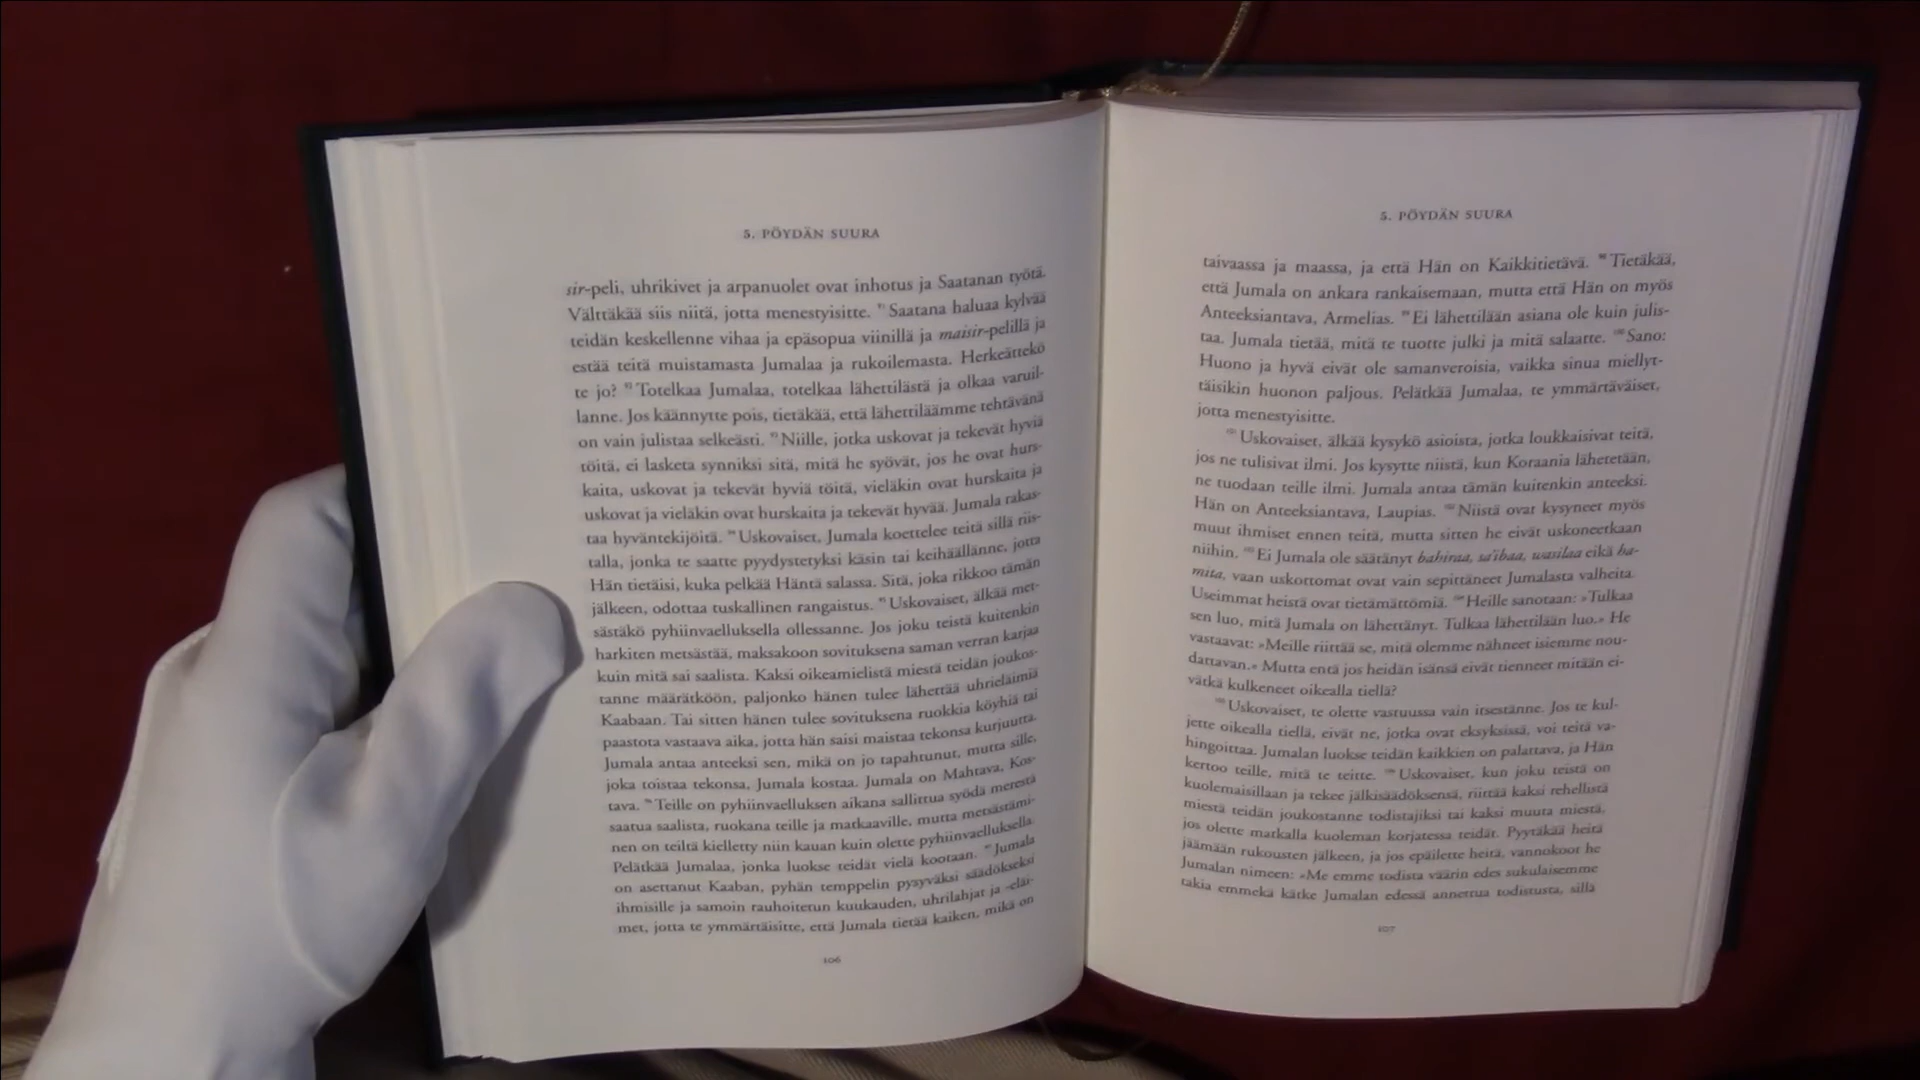 5. PÖYDÄN SUURA
sir-peli, uhrikivet ja arpanuolet ovat inhotus ja Saatanan työtä.
Välttäkää siis niitä, jotta menestyisitte. Saatana haluaa kylvää
teidän keskellenne vihaa ja epäsopua viinillä ja maisir-pelillä ja
estää teitä muistamasta Jumalaa ja rukoilemasta. Herkeättekö
te jo? Totelkaa Jumalaa, totelkaa lähettilästä ja olkaa varuil-
lanne. Jos käännytte pois, tietäkää, että lähettiläämme tehtävänä
on vain julistaa selkeästi. Niille, jotka uskovat ja tekevät hyviä
töitä, ei lasketa synniksi sitä, mitä he syövät, jos he ovat hurs-
kaita, uskovat ja tekevät hyviä töitä, vieläkin ovat hurskaita ja
uskovat ja vieläkin ovat hurskaita ja tekevät hyvää. Jumala rakas-
taa hyväntekijöitä. Uskovaiset, Jumala koettelee teitä sillä riis-
talla, jonka te saatte pyydystetyksi käsin tai keihäällänne, jotta
Hän tietäisi, kuka pelkää Häntä salassa. Sitä, joka rikkoo tämän
jälkeen, odottaa tuskallinen rangaistus. Uskovaiset, älkää met-
sästäkö pyhiinvaelluksella ollessanne. Jos joku teistä kuitenkin
harkiten metsästää, maksakoon sovituksena saman verran karjaa
kuin mitä sai saalista. Kaksi oikeamielistä miestä teidän joukos-
tanne määrätköön, paljonko hänen tulee lähettää uhrieläimiä
Kaabaan. Tai sitten hänen tulee sovituksena ruokkia köyhiä tai
paastota vastaava aika, jotta hän saisi maistaa tekonsa kurjuutta.
Jumala antaa anteeksi sen, mikä on jo tapahtunut, mutta sille,
joka toistaa tekonsa, Jumala kostaa. Jumala on Mahtava, Kos-
tava. Teille on pyhiinvaelluksen aikana sallittua syödä merestä
saatua saalista, ruokana teille ja matkaaville, mutta metsästämi-
nen on teiltä kielletty niin kauan kuin olette pyhiinvaelluksella.
Pelätkää Jumalaa, jonka luokse teidät vielä kootaan. Jumala
on asettanut Kaaban, pyhän temppelin pysyväksi säädökseksi
ihmisille ja samoin rauhoitetun kuukauden, uhrilahjat ja -eläi-
met, jotta te ymmärtäisitte, että Jumala tietää kaiken, mikä on
106
5. PÖYDÄN SUURA
taivaassa ja maassa, ja että Hän on Kaikkitietävä. Tietäkää,
että Jumala on ankara rankaisemaan, mutta että Hän on myös
Anteeksiantava, Armelias. Ei lähettilään asiana ole kuin julis-
taa. Jumala tietää, mitä te tuotte julki ja mitä salaatte. Sano:
Huono ja hyvä eivät ole samanveroisia, vaikka sinua miellyt-
täisikin huonon paljous. Pelätkää Jumalaa, te ymmärtäväiset,
jotta menestyisitte.
Uskovaiset, älkää kysykö asioista, jotka loukkaisivat teitä,
jos ne tulisivat ilmi. Jos kysytte niistä, kun Koraania lähetetään,
ne tuodaan teille ilmi. Jumala antaa tämän kuitenkin anteeksi.
Hän on Anteeksiantava, Laupias. Niistä ovat kysyneet myös
muut ihmiset ennen teitä, mutta sitten he eivät uskoneetkaan
niihin. Ei Jumala ole säätänyt bahiraa, sa'ibaa, wasilaa eikä ha-
mita, vaan uskottomat ovat vain sepittäneet Jumalasta valheita.
Useimmat heistä ovat tietämättömiä. Heille sanotaan: »Tulkaa
sen luo, mitä Jumala on lähettänyt. Tulkaa lähettilään luo.» He
vastaavat: »Meille riittää se, mitä olemme nähneet isiemme nou-
dattavan.» Mutta entä jos heidän isänsä eivät tienneet mitään ei-
vätkä kulkeneet oikealla tiellä?
Uskovaiset, te olette vastuussa vain itsestänne. Jos te kul-
jette oikealla tiellä, eivät ne, jotka ovat eksyksissä, voi teitä va-
hingoittaa. Jumalan luokse teidän kaikkien on palattava, ja Hän
kertoo teille, mitä te teitte. Uskovaiset, kun joku teistä on
kuolemaisillaan ja tekee jälkisäädöksensä, riittää kaksi rehellistä
miestä teidän joukostanne todistajiksi tai kaksi muuta miestä,
jos olette matkalla kuoleman korjatessa teidät. Pyytäkää heitä
jäämään rukousten jälkeen, ja jos epäilette heitä, vannokoot he
Jumalan nimeen: »Me emme todista väärin edes sukulaisemme
takia emmekä kätke Jumalan edessä annettua todistusta, sillä
107